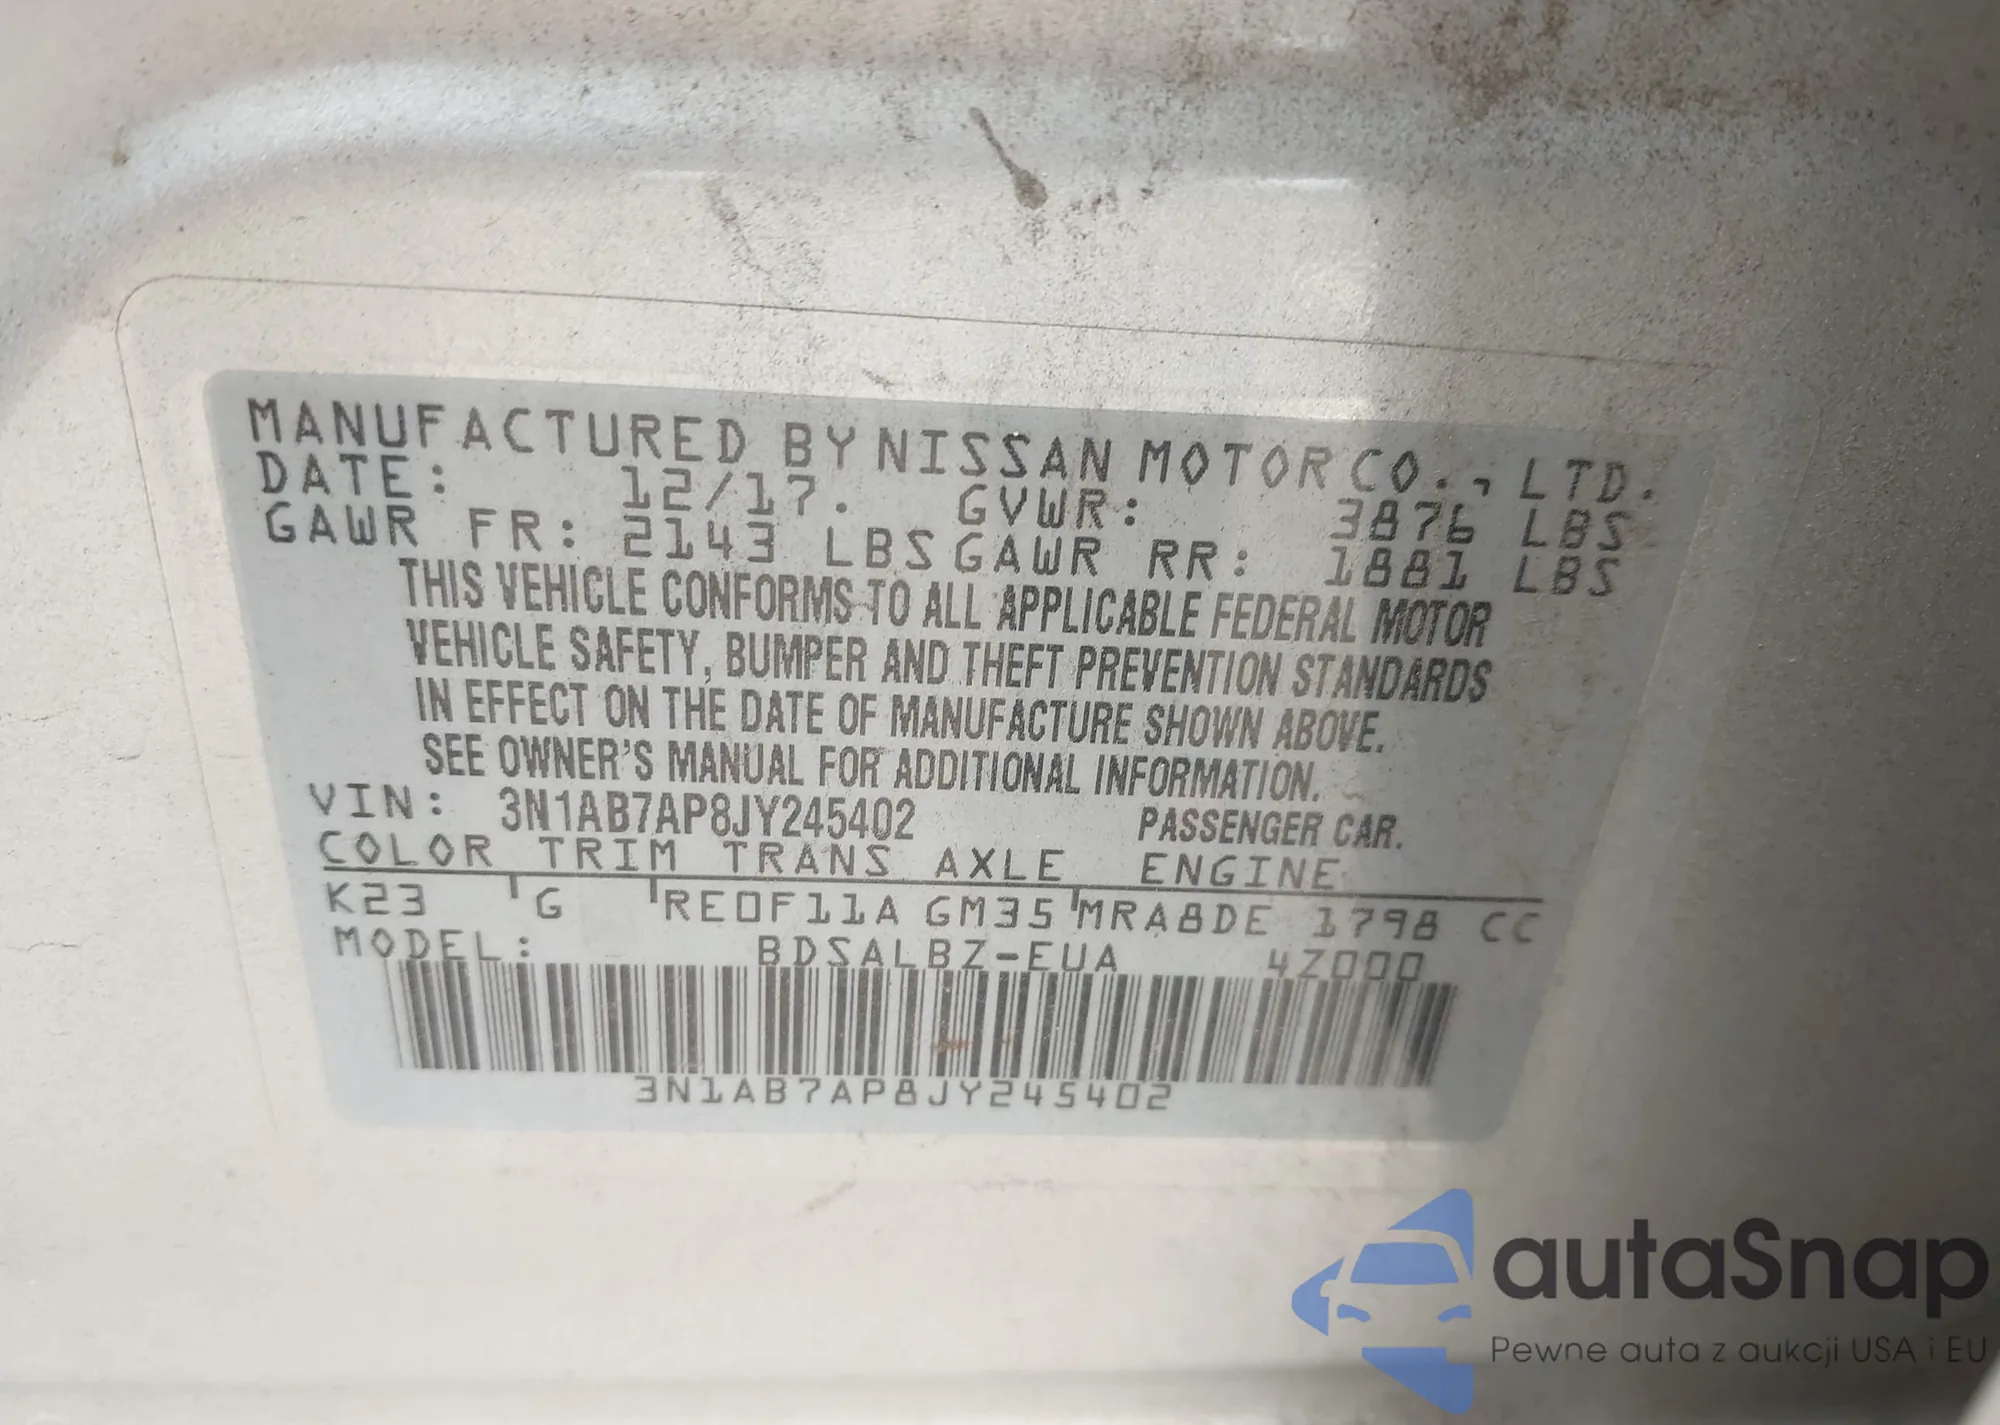 MANUFACTURED BY NISSAN MOTOR CO., LTD.
DATE: 12/17. GVWR: 3876 LBS
GAWR FR: 2143 LBS GAWR RR: 1881 LBS
THIS VEHICLE CONFORMS TO ALL APPLICABLE FEDERAL MOTOR
VEHICLE SAFETY, BUMPER AND THEFT PREVENTION STANDARDS
IN EFFECT ON THE DATE OF MANUFACTURE SHOWN ABOVE.
SEE OWNER'S MANUAL FOR ADDITIONAL INFORMATION.
VIN: 3N1AB7AP8JY245402 PASSENGER CAR.
COLOR TRIM TRANS AXLE ENGINE
K23 G RE0F11A GM35 MRA8DE 1798 CC
MODEL: BDSALBZ-EUA 4Z000
3N1AB7AP8JY245402
autaSnap
Pewne auta z aukcji USA i EU